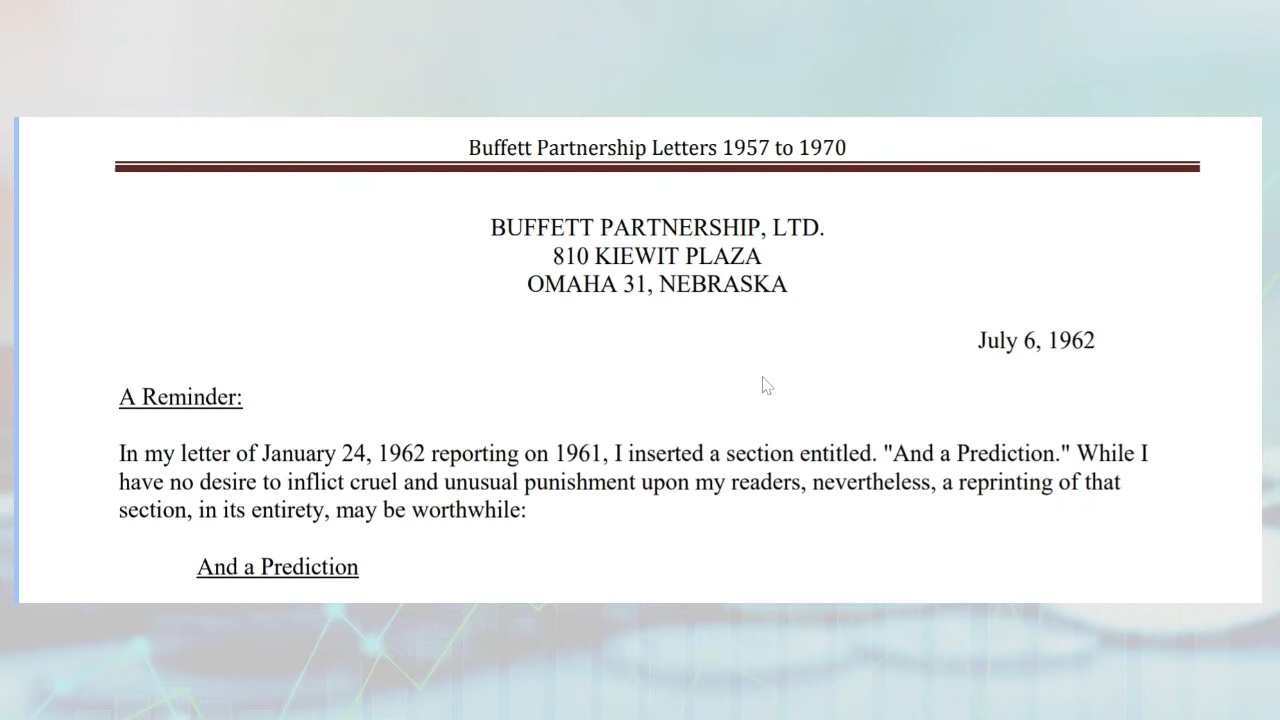 Buffett Partnership Letters 1957 to 1970
BUFFETT PARTNERSHIP, LTD.
810 KIEWIT PLAZA
OMAHA 31, NEBRASKA
July 6, 1962
A Reminder:
In my letter of January 24, 1962 reporting on 1961, I inserted a section entitled. "And a Prediction." While I
have no desire to inflict cruel and unusual punishment upon my readers, nevertheless, a reprinting of that
section, in its entirety, may be worthwhile:
And a Prediction